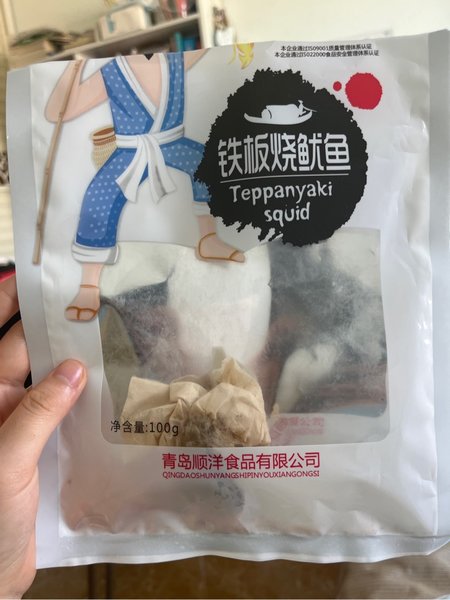 本企业通过ISO9001质量管理体系认证
本企业通过ISO22000食品安全管理体系认证
铁板烧鱿鱼
Teppanyaki
squid
净含量:100g
青岛顺洋食品有限公司
QINGDAOSHUNYANGSHIPINYOUXIANGONGSI